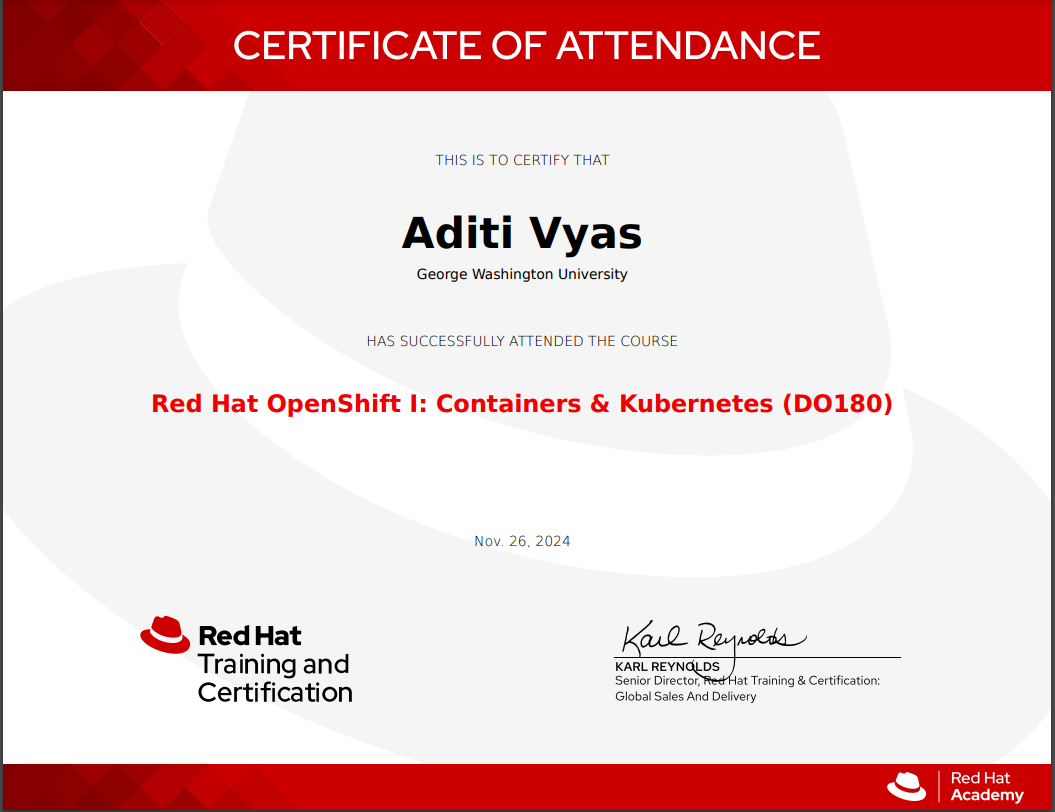 CERTIFICATE OF ATTENDANCE
THIS IS TO CERTIFY THAT
Aditi Vyas
George Washington University
HAS SUCCESSFULLY ATTENDED THE COURSE
Red Hat OpenShift I: Containers & Kubernetes (DO180)
Nov. 26, 2024
Red Hat
Training and
Certification
Karl Reynolds
KARL REYNOLDS
Senior Director, Red Hat Training & Certification:
Global Sales And Delivery
Red Hat
Academy